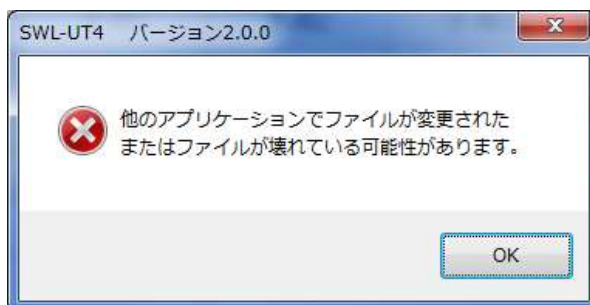 SWL-UT4 バージョン2.0.0
他のアプリケーションでファイルが変更された
またはファイルが壊れている可能性があります。
OK